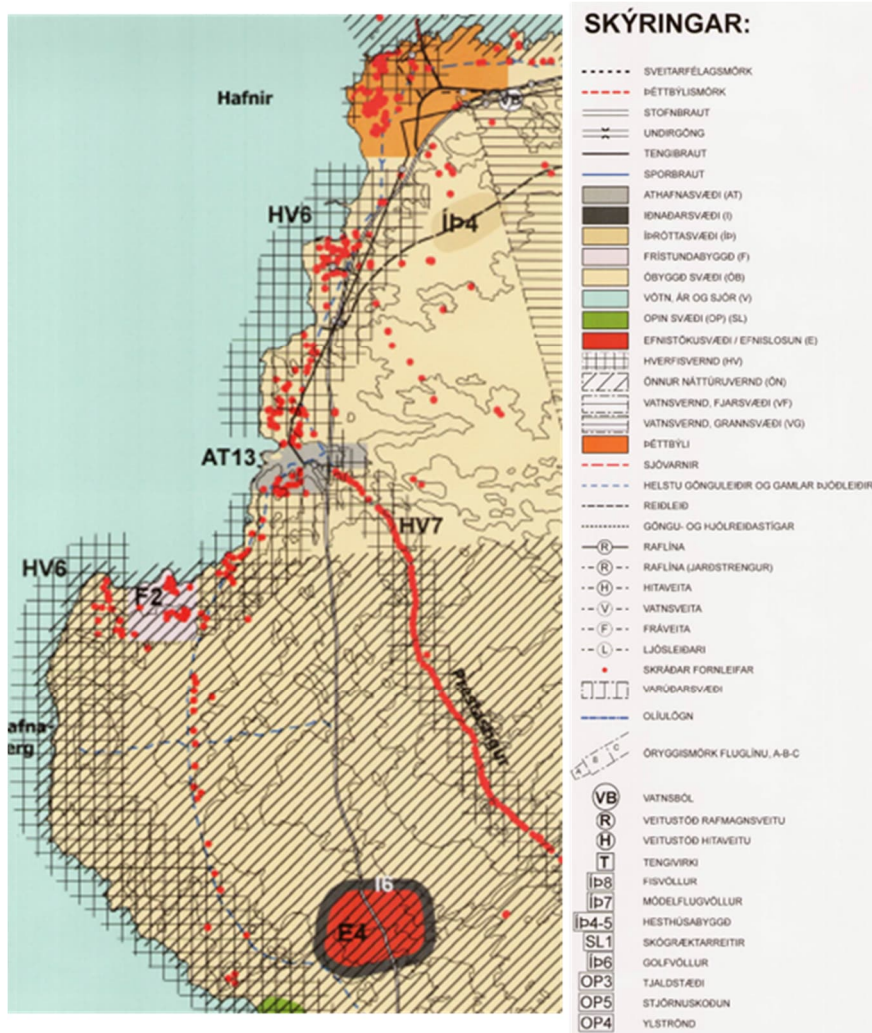 Hafnir
VB
HV6
ÍÞ4
AT13
HV7
HV6
F2
Prestastígur
afna-
erg
I6
E4
SKÝRINGAR:
SVEITARFÉLAGSMÖRK
ÞÉTTBÝLISMÖRK
STOFNBRAUT
UNDIRGÖNG
TENGIBRAUT
SPORBRAUT
ATHAFNASVÆÐI (AT)
IÐNAÐARSVÆÐI (I)
ÍÞRÓTTASVÆÐI (ÍÞ)
FRÍSTUNDABYGGÐ (F)
ÓBYGGÐ SVÆÐI (ÓB)
VÖTN, ÁR OG SJÓR (V)
OPIN SVÆÐI (OP) (SL)
EFNISTÖKUSVÆÐI / EFNISLOSUN (E)
HVERFISVERND (HV)
ÖNNUR NÁTTÚRUVERND (ÖN)
VATNSVERND, FJARSVÆÐI (VF)
VATNSVERND, GRANNSVÆÐI (VG)
ÞÉTTBÝLI
SJÓVARNIR
HELSTU GÖNGULEIÐIR OG GAMLAR ÞJÓÐLEIÐIR
REIÐLEIÐ
GÖNGU- OG HJÓLREIÐASTÍGAR
R RAFLÍNA
R RAFLÍNA (JARÐSTRENGUR)
H HITAVEITA
V VATNSVEITA
F FRÁVEITA
L LJÓSLEIÐARI
SKRÁÐAR FORNLEIFAR
VARÚÐARSVÆÐI
OLÍULÖGN
A B C ÖRYGGISMÖRK FLUGLÍNU, A-B-C
VB VATNSBÓL
R VEITUSTÖÐ RAFMAGNSVEITU
H VEITUSTÖÐ HITAVEITU
T TENGIVIRKI
ÍÞ8 FISVÖLLUR
ÍÞ7 MÓDELFLUGVÖLLUR
ÍÞ4-5 HESTHÚSABYGGÐ
SL1 SKÓGRÆKTARREITIR
ÍÞ6 GOLFVÖLLUR
OP3 TJALDSTÆÐI
OP5 STJÖRNUSKOÐUN
OP4 YLSTRÖND